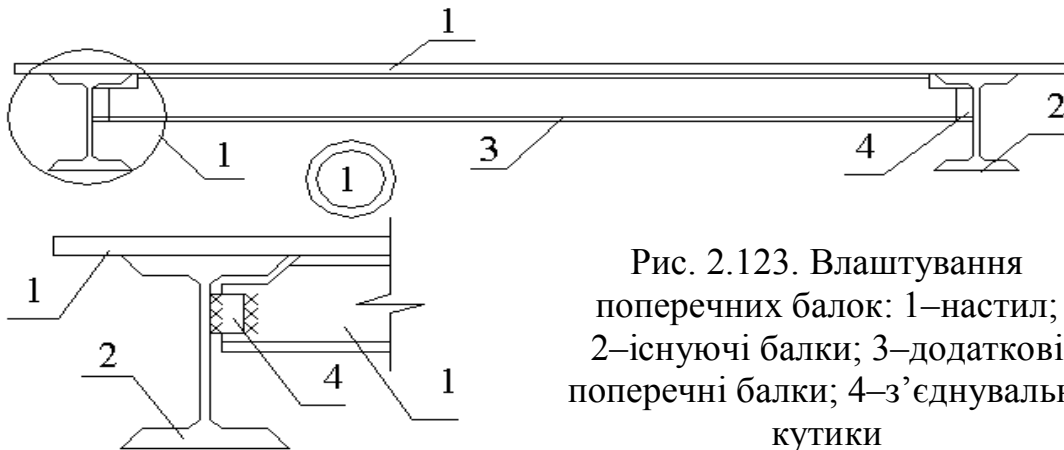 1
2
1
3
4
1
1
2
4
1
Рис. 2.123. Влаштування
поперечних балок: 1–настил;
2–існуючі балки; 3–додаткові
поперечні балки; 4–з’єднувальн
кутики